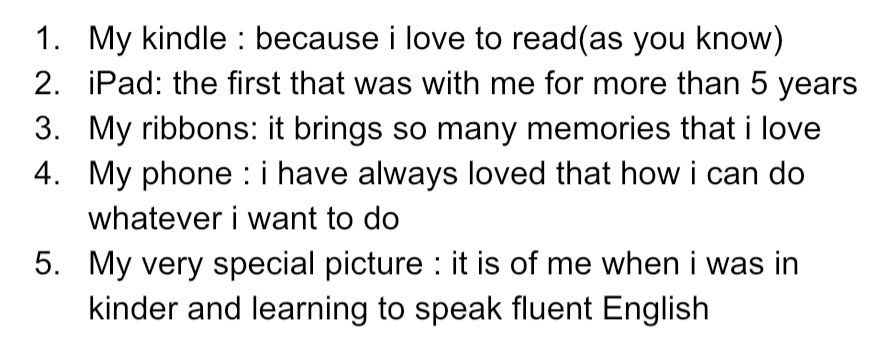 1. My kindle : because i love to read(as you know)
2. iPad: the first that was with me for more than 5 years
3. My ribbons: it brings so many memories that i love
4. My phone : i have always loved that how i can do
whatever i want to do
5. My very special picture : it is of me when i was in
kinder and learning to speak fluent English